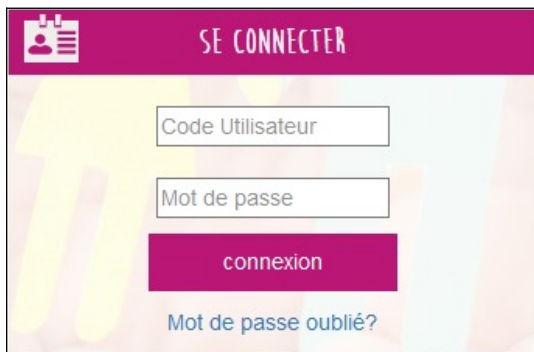 SE CONNECTER
Code Utilisateur
Mot de passe
connexion
Mot de passe oublié?